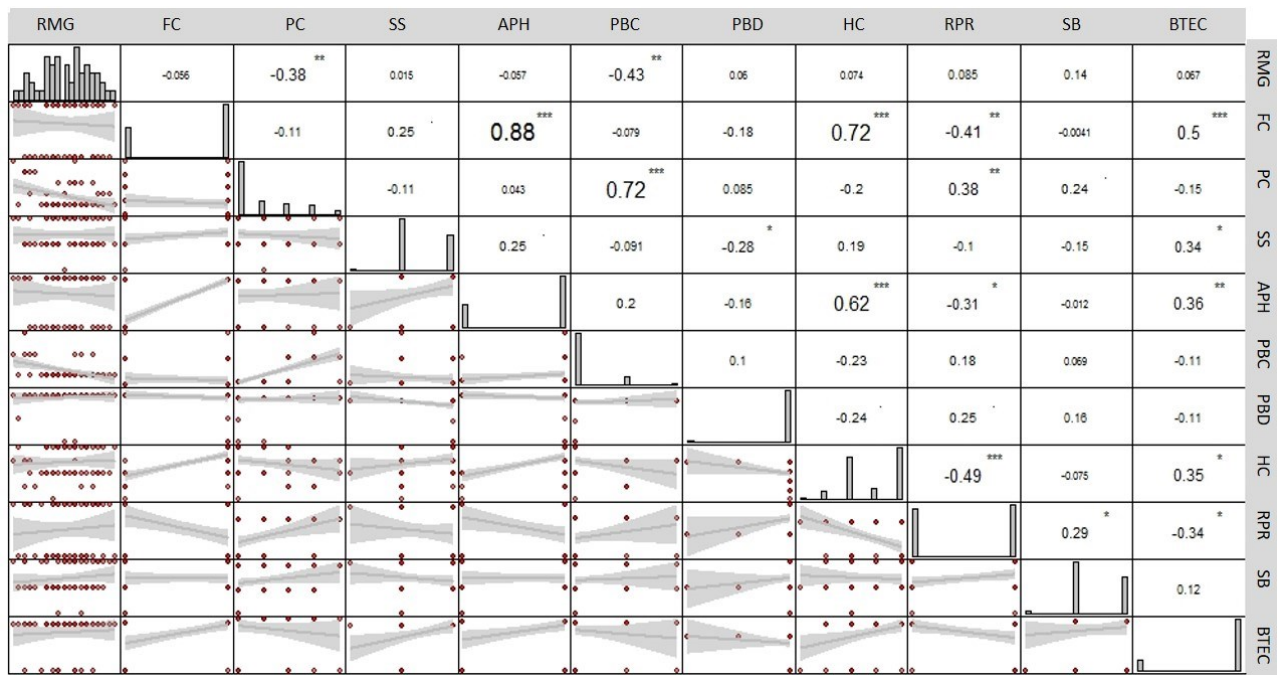 RMG FC PC SS APH PBC PBD HC RPR SB BTEC
-0.056 -0.38 ** 0.015 -0.057 -0.43 ** 0.06 0.074 0.085 0.14 0.067 RMG
-0.11 0.25 . 0.88 *** -0.079 -0.18 0.72 *** -0.41 ** -0.0041 0.5 *** FC
-0.11 0.043 0.72 *** 0.085 -0.2 0.38 ** 0.24 . -0.15 PC
0.25 . -0.091 -0.28 * 0.19 -0.1 -0.15 0.34 * SS
0.2 -0.16 0.62 *** -0.31 * -0.012 0.36 ** APH
0.1 -0.23 0.18 0.069 -0.11 PBC
-0.24 . 0.25 . 0.16 -0.11 PBD
-0.49 *** -0.075 0.35 * HC
0.29 * -0.34 * RPR
0.12 SB
BTEC